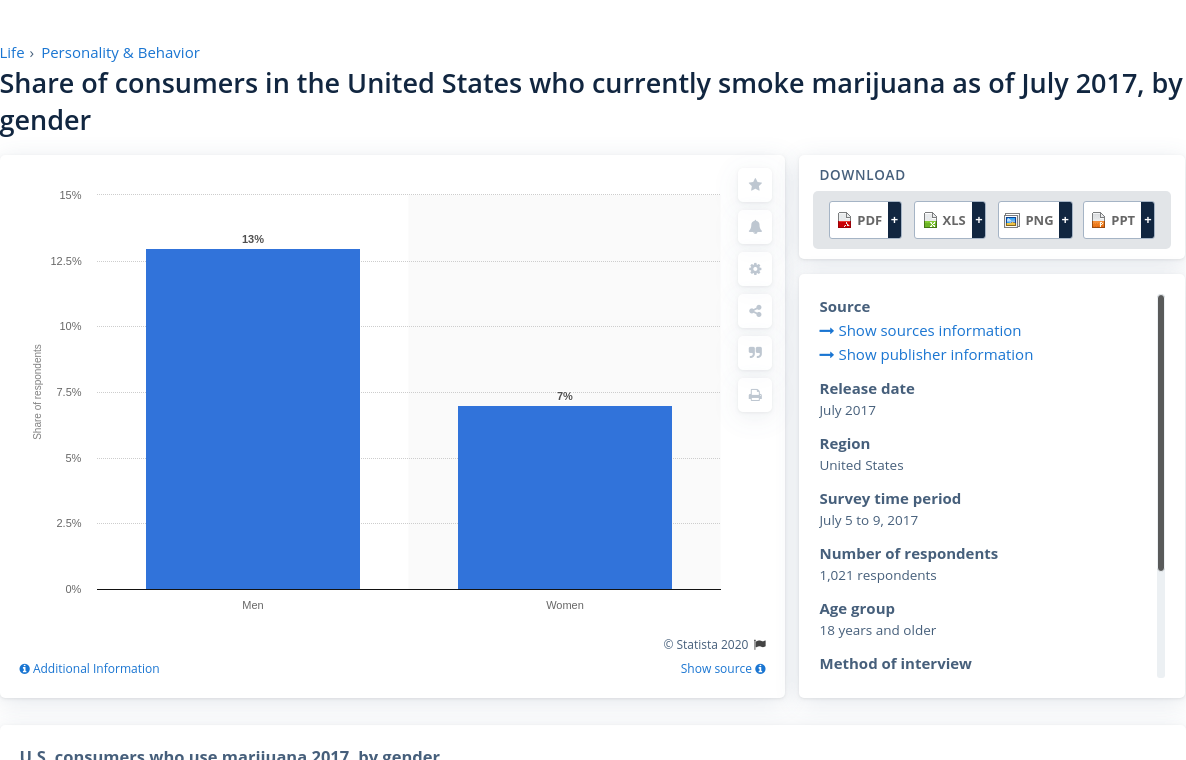 Life › Personality & Behavior
Share of consumers in the United States who currently smoke marijuana as of July 2017, by
gender
15%
12.5%
10%
7.5%
5%
2.5%
0%
Share of respondents
13%
7%
Men
Women
© Statista 2020
Additional Information
Show source
DOWNLOAD
PDF + XLS + PNG + PPT +
Source
Show sources information
Show publisher information
Release date
July 2017
Region
United States
Survey time period
July 5 to 9, 2017
Number of respondents
1,021 respondents
Age group
18 years and older
Method of interview
U.S. consumers who use marijuana 2017, by gender